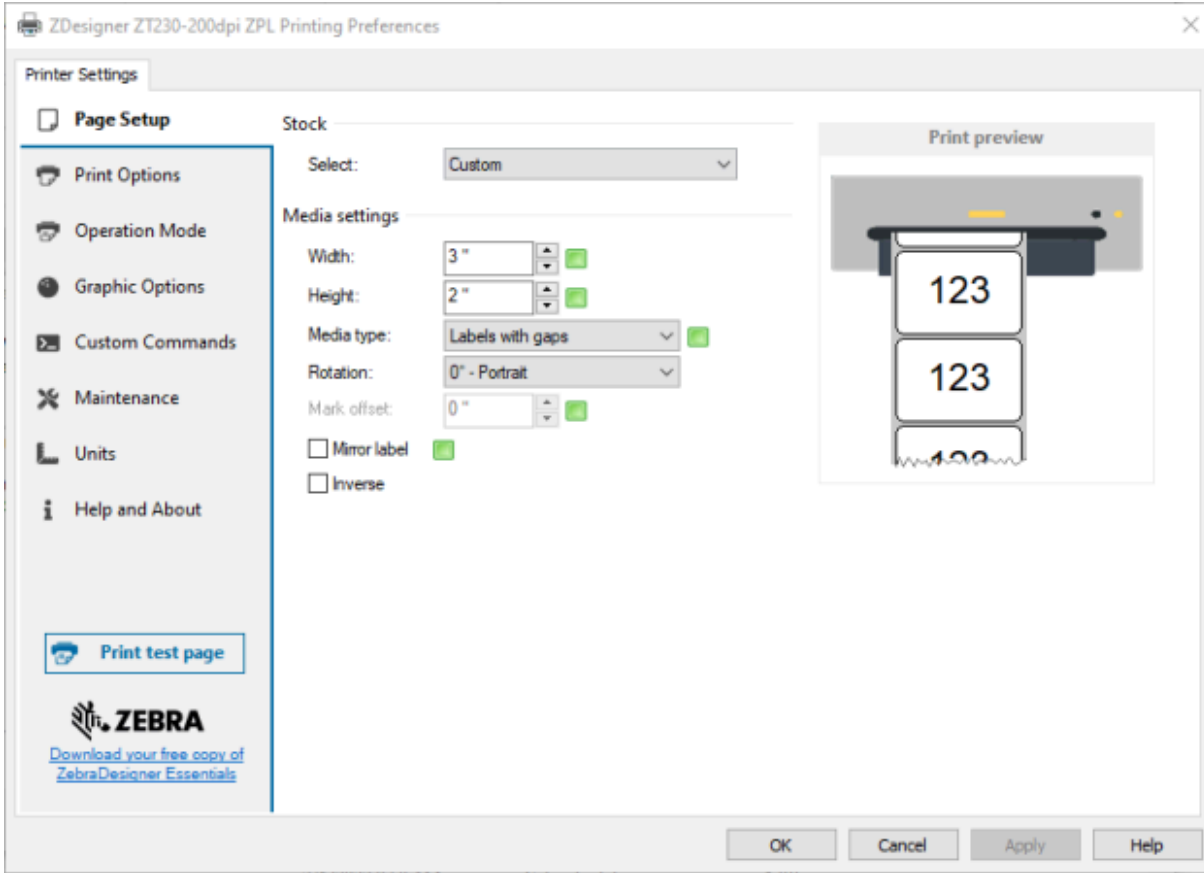 ZDesigner ZT230-200dpi ZPL Printing Preferences
Printer Settings
Page Setup
Print Options
Operation Mode
Graphic Options
Custom Commands
Maintenance
Units
Help and About
Print test page
ZEBRA
Download your free copy of
ZebraDesigner Essentials
Stock
Select: Custom
Media settings
Width: 3 "
Height: 2 "
Media type: Labels with gaps
Rotation: 0° - Portrait
Mark offset: 0 "
Mirror label
Inverse
Print preview
123
123
OK Cancel Apply Help